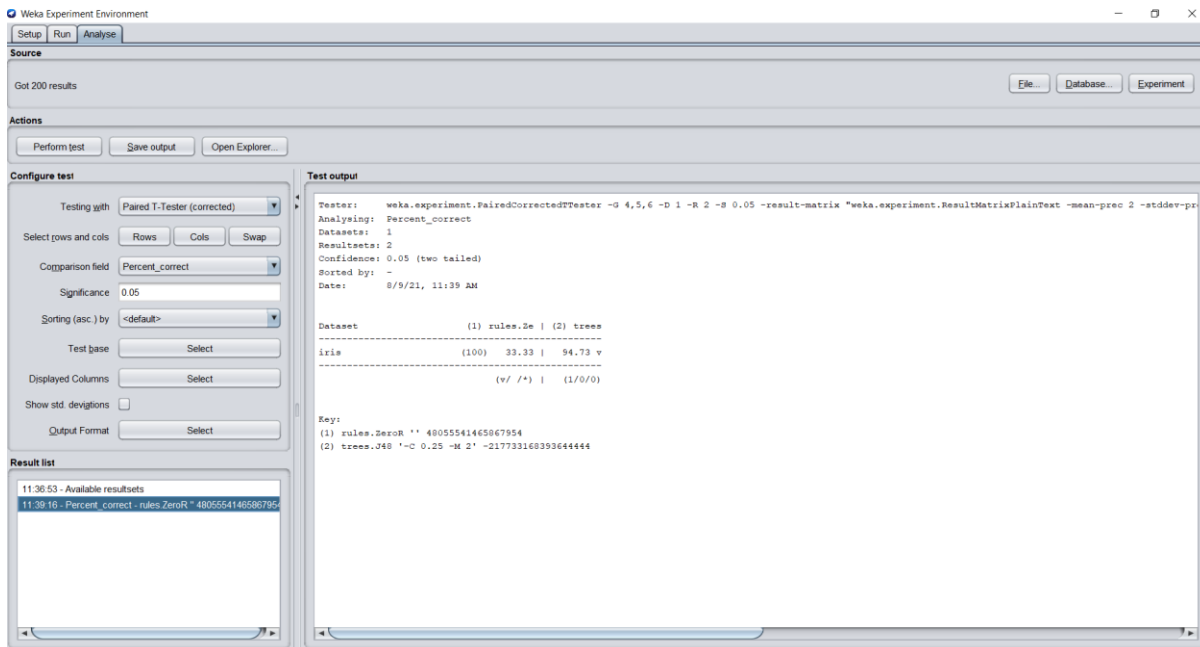 Weka Experiment Environment
Setup Run Analyse
Source
Got 200 results
File... Database... Experiment
Actions
Perform test Save output Open Explorer...
Configure test
Testing with Paired T-Tester (corrected)
Select rows and cols Rows Cols Swap
Comparison field Percent_correct
Significance 0.05
Sorting (asc.) by <default>
Test base Select
Displayed Columns Select
Show std. deviations
Output Format Select
Result list
11:36:53 - Available resultsets
11:39:16 - Percent_correct - rules.ZeroR '' 48055541465867954
Test output
Tester: weka.experiment.PairedCorrectedTTester -G 4,5,6 -D 1 -R 2 -S 0.05 -result-matrix "weka.experiment.ResultMatrixPlainText -mean-prec 2 -stddev-pr
Analysing: Percent_correct
Datasets: 1
Resultsets: 2
Confidence: 0.05 (two tailed)
Sorted by: -
Date: 8/9/21, 11:39 AM
Dataset (1) rules.Ze | (2) trees
iris (100) 33.33 | 94.73 v
(v/ /*) | (1/0/0)
Key:
(1) rules.ZeroR '' 48055541465867954
(2) trees.J48 '-C 0.25 -M 2' -217733168393644444